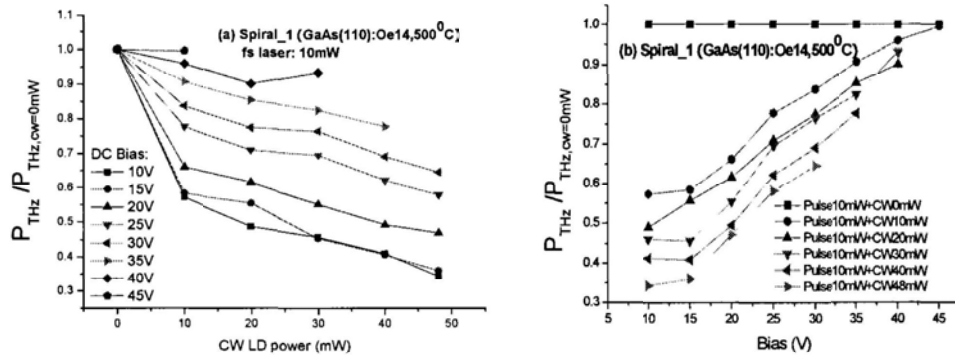 (a) Spiral_1 (GaAs(110):Oe14,500⁰C)
fs laser: 10mW
P_THz /P_THz,cw=0mW
1.0
0.9
0.8
0.7
0.6
0.5
0.4
0.3
DC Bias:
10V
15V
20V
25V
30V
35V
40V
45V
0
10
20
30
40
50
CW LD power (mW)
(b) Spiral_1 (GaAs(110):Oe14,500⁰C)
P_THz /P_THz,cw=0mW
1.0
0.9
0.8
0.7
0.6
0.5
0.4
0.3
Pulse10mW+CW0mW
Pulse10mW+CW10mW
Pulse10mW+CW20mW
Pulse10mW+CW30mW
Pulse10mW+CW40mW
Pulse10mW+CW48mW
5
10
15
20
25
30
35
40
45
Bias (V)